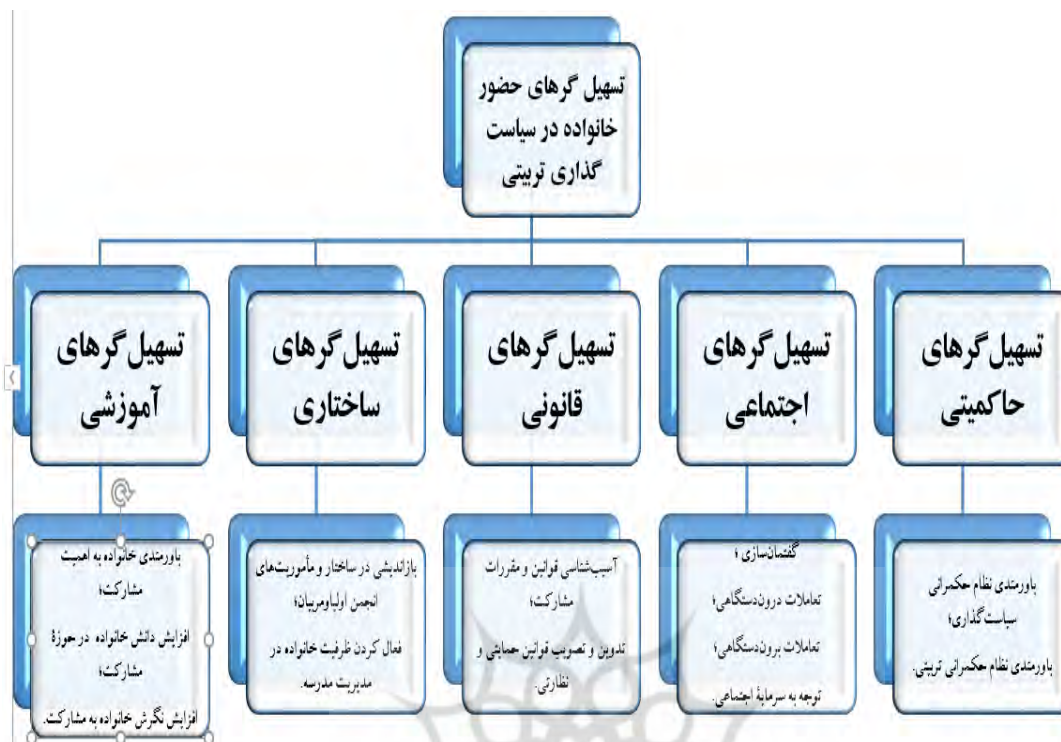 تسهیل گرهای حضور
خانواده در سیاست
گذاری تربیتی
تسهیل‌گرهای
حاکمیتی
تسهیل‌گرهای
اجتماعی
تسهیل‌گرهای
قانونی
تسهیل‌گرهای
ساختاری
تسهیل‌گرهای
آموزشی
باورمندی نظام حکمرانی
سیاست‌گذاری؛
باورمندی نظام حکمرانی تربیتی.
گفتمان‌سازی ؛
تعاملات درون‌دستگاهی؛
تعاملات برون‌دستگاهی؛
توجه به سرمایهٔ اجتماعی.
آسیب‌شناسی قوانین و مقررات
مشارکت؛
تدوین و تصویب قوانین حمایتی و
نظارتی.
بازاندیشی در ساختار و مأموریت‌های
انجمن اولیاومربیان؛
فعال کردن ظرفیت خانواده در
مدیریت مدرسه.
باورمندی خانواده به اهمیت
مشارکت؛
افزایش دانش خانواده در حوزهٔ
مشارکت؛
افزایش نگرش خانواده به مشارکت.